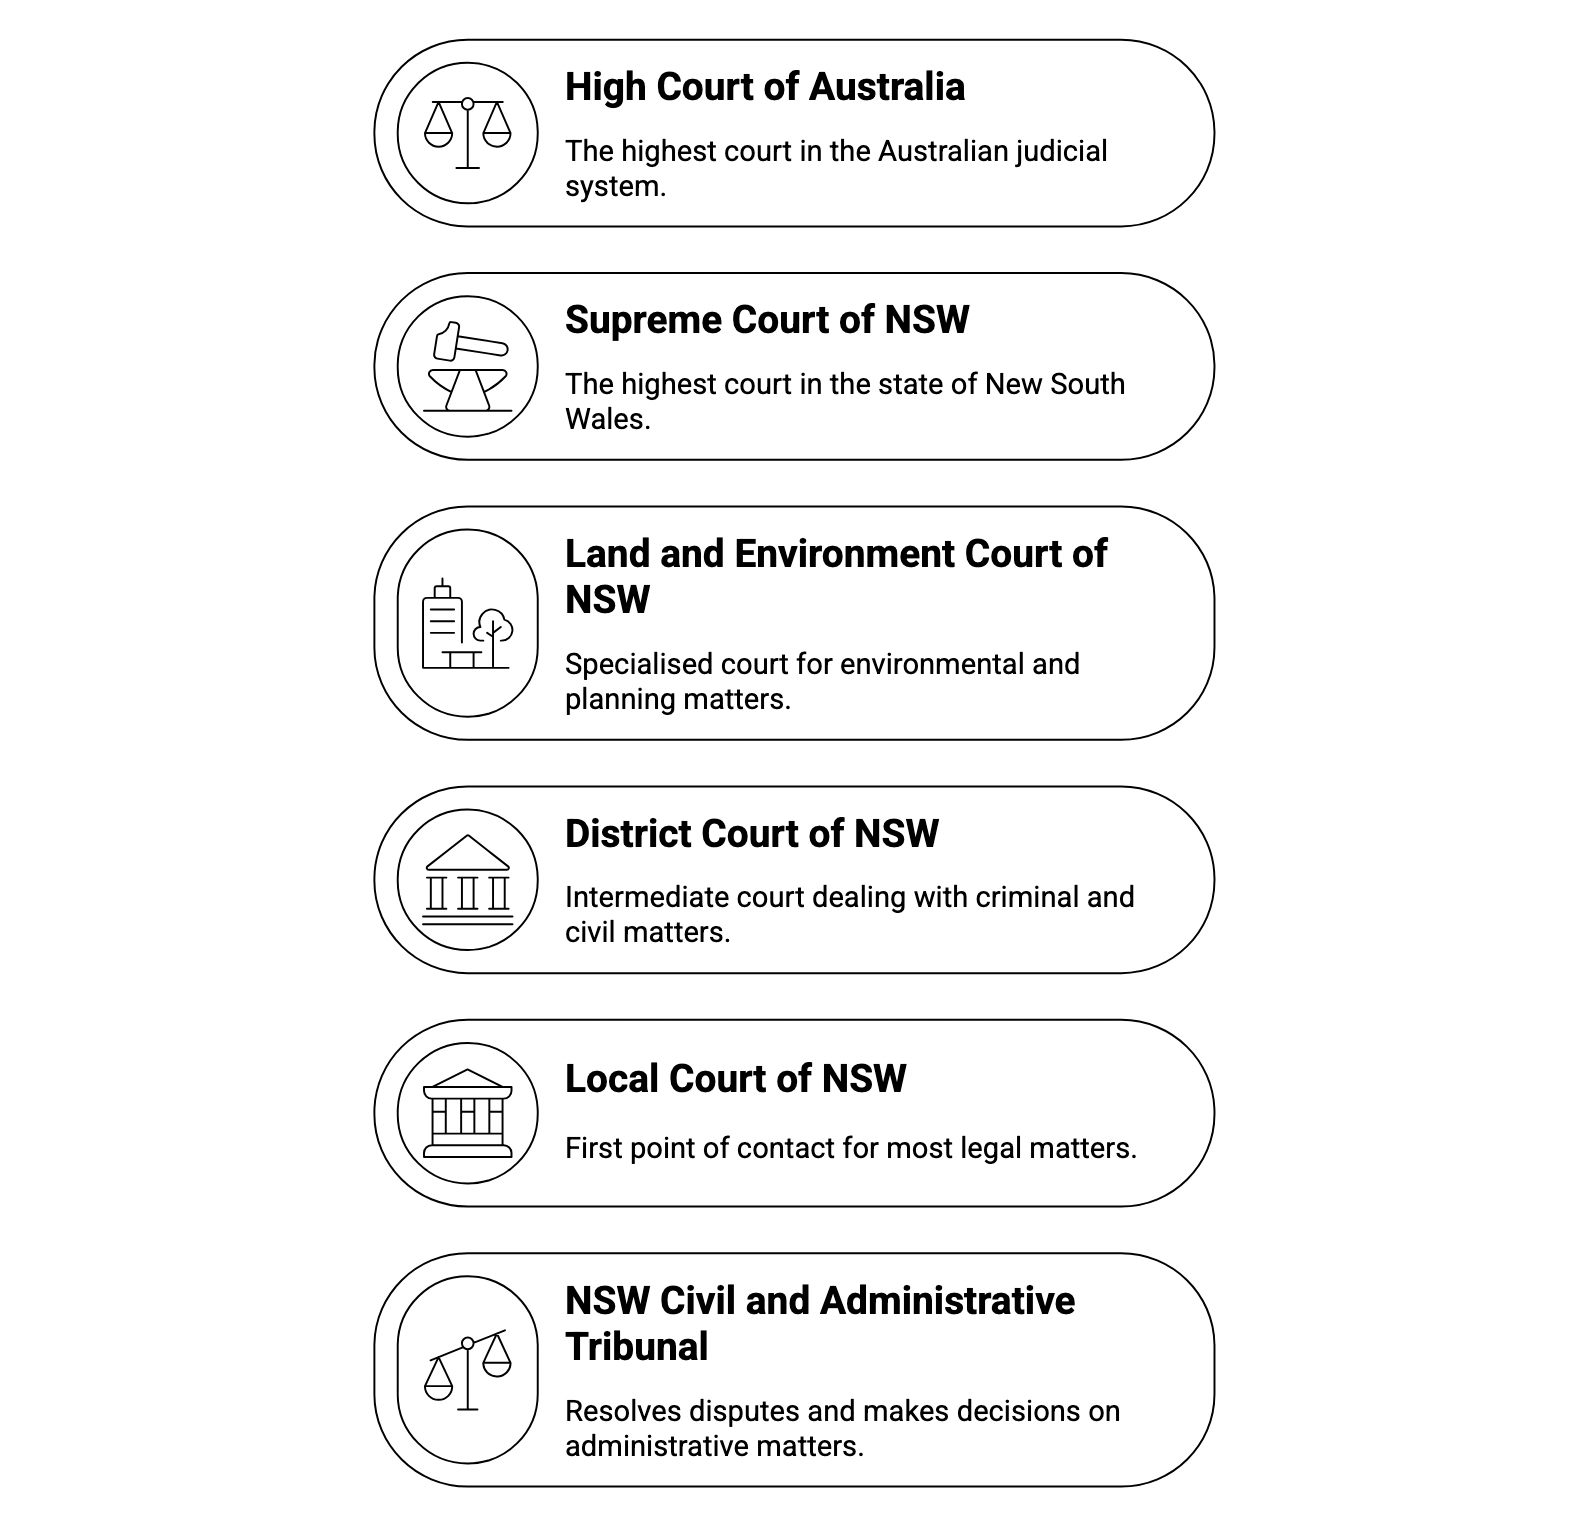 High Court of Australia
The highest court in the Australian judicial
system.
Supreme Court of NSW
The highest court in the state of New South
Wales.
Land and Environment Court of
NSW
Specialised court for environmental and
planning matters.
District Court of NSW
Intermediate court dealing with criminal and
civil matters.
Local Court of NSW
First point of contact for most legal matters.
NSW Civil and Administrative
Tribunal
Resolves disputes and makes decisions on
administrative matters.